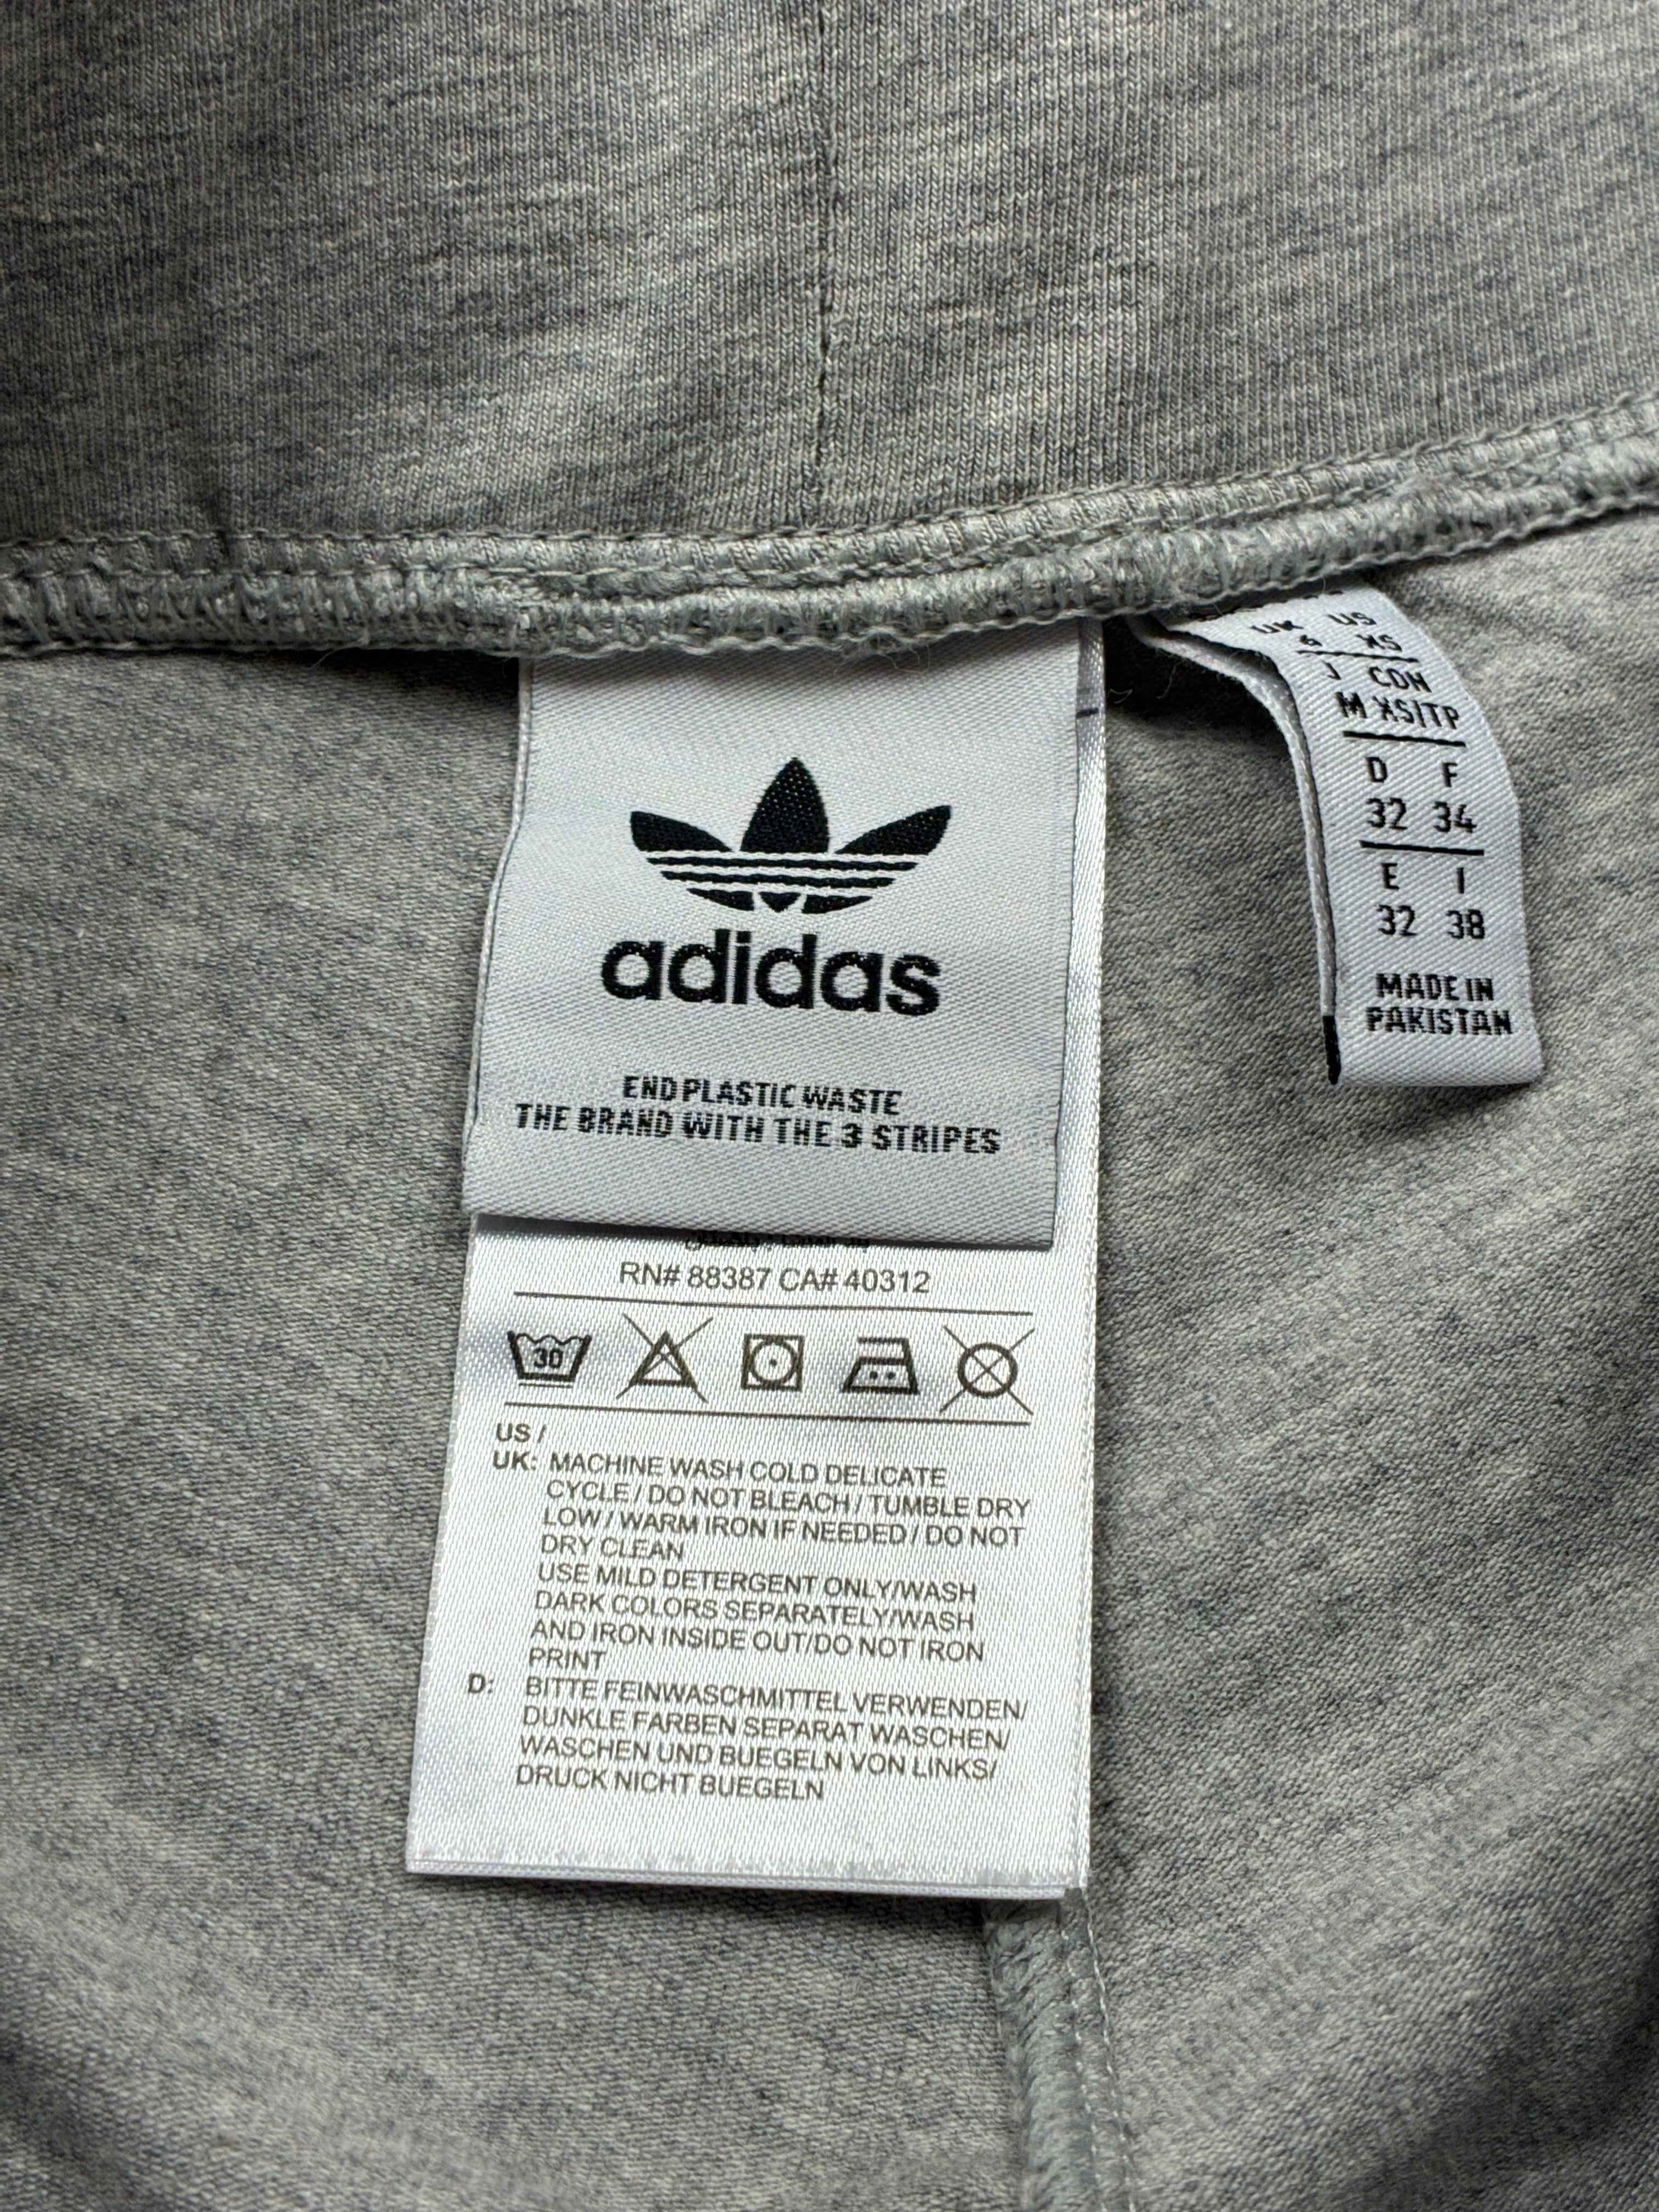 adidas
END PLASTIC WASTE
THE BRAND WITH THE 3 STRIPES
RN# 88387 CA# 40312
30
US /
UK: MACHINE WASH COLD DELICATE
CYCLE / DO NOT BLEACH / TUMBLE DRY
LOW / WARM IRON IF NEEDED / DO NOT
DRY CLEAN
USE MILD DETERGENT ONLY/WASH
DARK COLORS SEPARATELY/WASH
AND IRON INSIDE OUT/DO NOT IRON
PRINT
D: BITTE FEINWASCHMITTEL VERWENDEN/
DUNKLE FARBEN SEPARAT WASCHEN/
WASCHEN UND BUEGELN VON LINKS/
DRUCK NICHT BUEGELN
UK US
6 XS
J CDN
M XS/TP
D F
32 34
E I
32 38
MADE IN
PAKISTAN